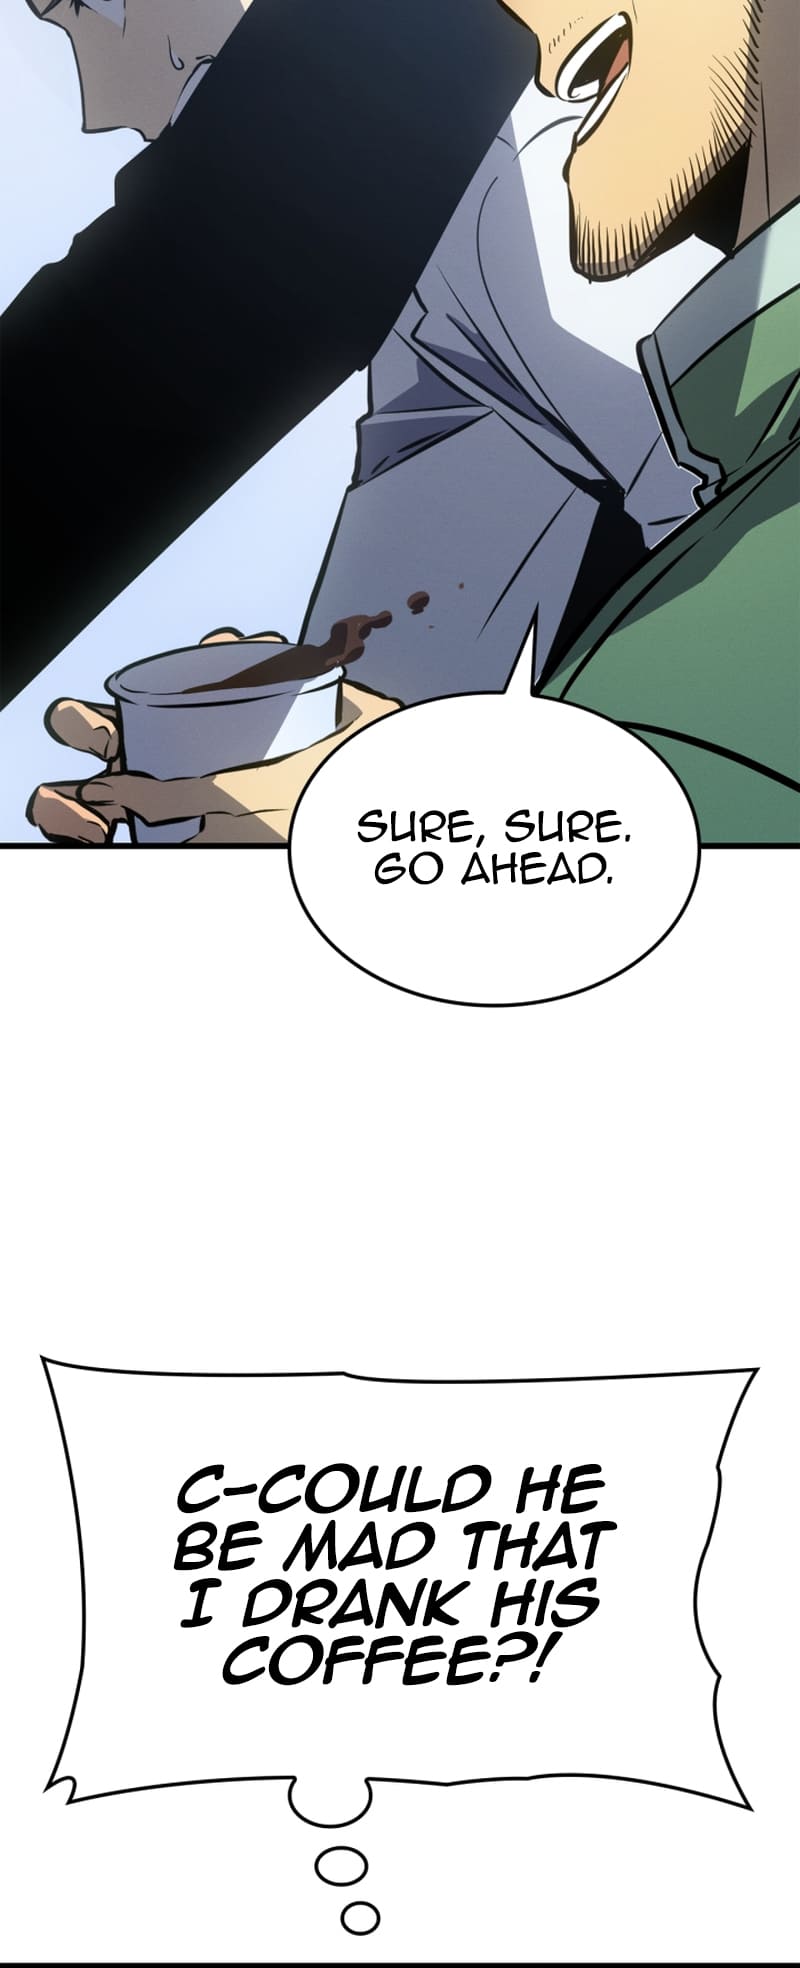 SURE, SURE.
GO AHEAD.
C-COULD HE
BE MAD THAT
I DRANK HIS
COFFEE?!